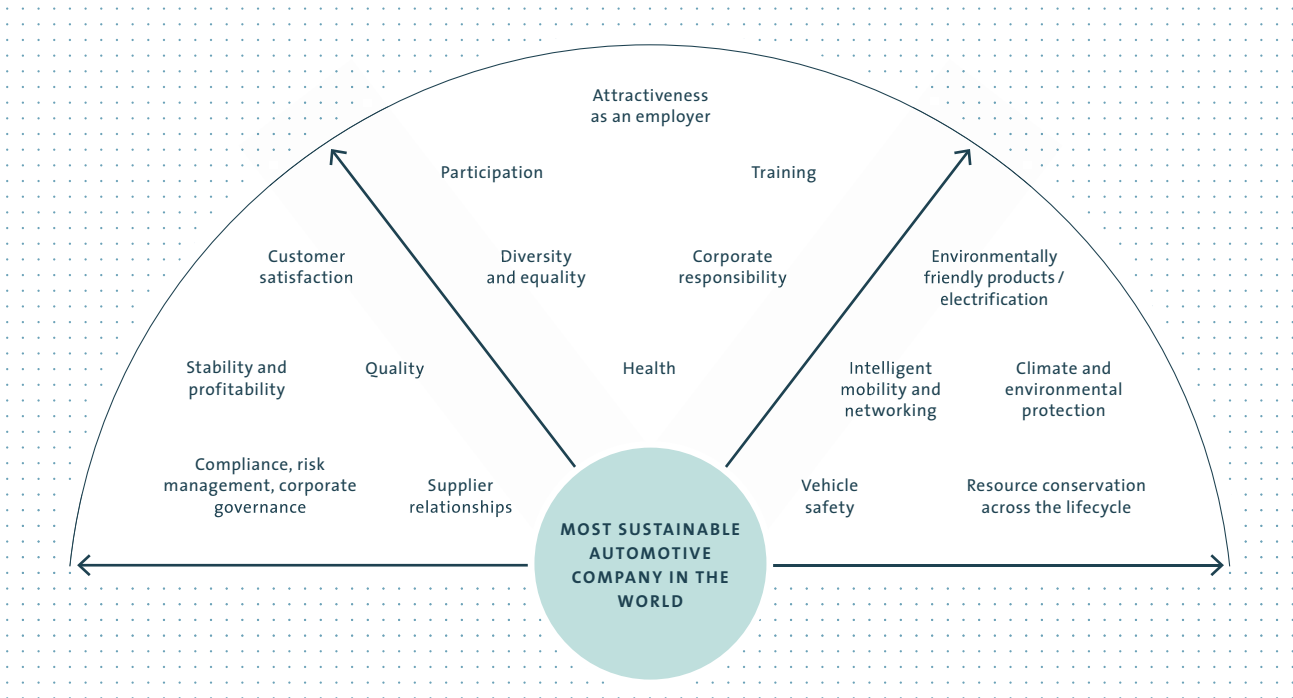 Attractiveness
as an employer
Participation
Training
Customer
satisfaction
Diversity
and equality
Corporate
responsibility
Environmentally
friendly products/
electrification
Stability and
profitability
Quality
Health
Intelligent
mobility and
networking
Climate and
environmental
protection
Compliance, risk
management, corporate
governance
Supplier
relationships
Vehicle
safety
Resource conservation
across the lifecycle
MOST SUSTAINABLE
AUTOMOTIVE
COMPANY IN THE
WORLD